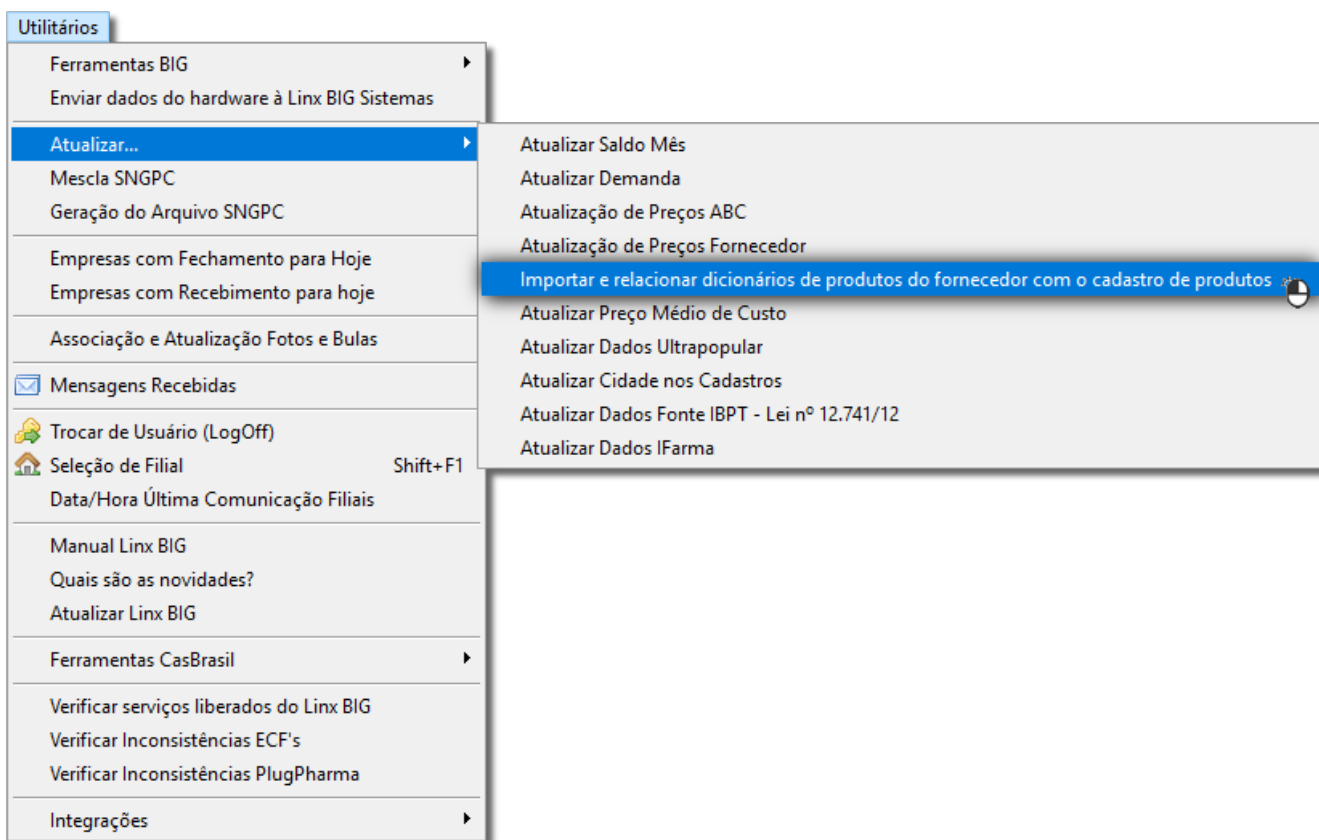 Utilitários
Ferramentas BIG
Enviar dados do hardware à Linx BIG Sistemas
Atualizar...
Mescla SNGPC
Geração do Arquivo SNGPC
Empresas com Fechamento para Hoje
Empresas com Recebimento para hoje
Associação e Atualização Fotos e Bulas
Mensagens Recebidas
Trocar de Usuário (LogOff)
Seleção de Filial Shift+F1
Data/Hora Última Comunicação Filiais
Manual Linx BIG
Quais são as novidades?
Atualizar Linx BIG
Ferramentas CasBrasil
Verificar serviços liberados do Linx BIG
Verificar Inconsistências ECF's
Verificar Inconsistências PlugPharma
Integrações
Atualizar Saldo Mês
Atualizar Demanda
Atualização de Preços ABC
Atualização de Preços Fornecedor
Importar e relacionar dicionários de produtos do fornecedor com o cadastro de produtos
Atualizar Preço Médio de Custo
Atualizar Dados Ultrapopular
Atualizar Cidade nos Cadastros
Atualizar Dados Fonte IBPT - Lei nº 12.741/12
Atualizar Dados IFarma